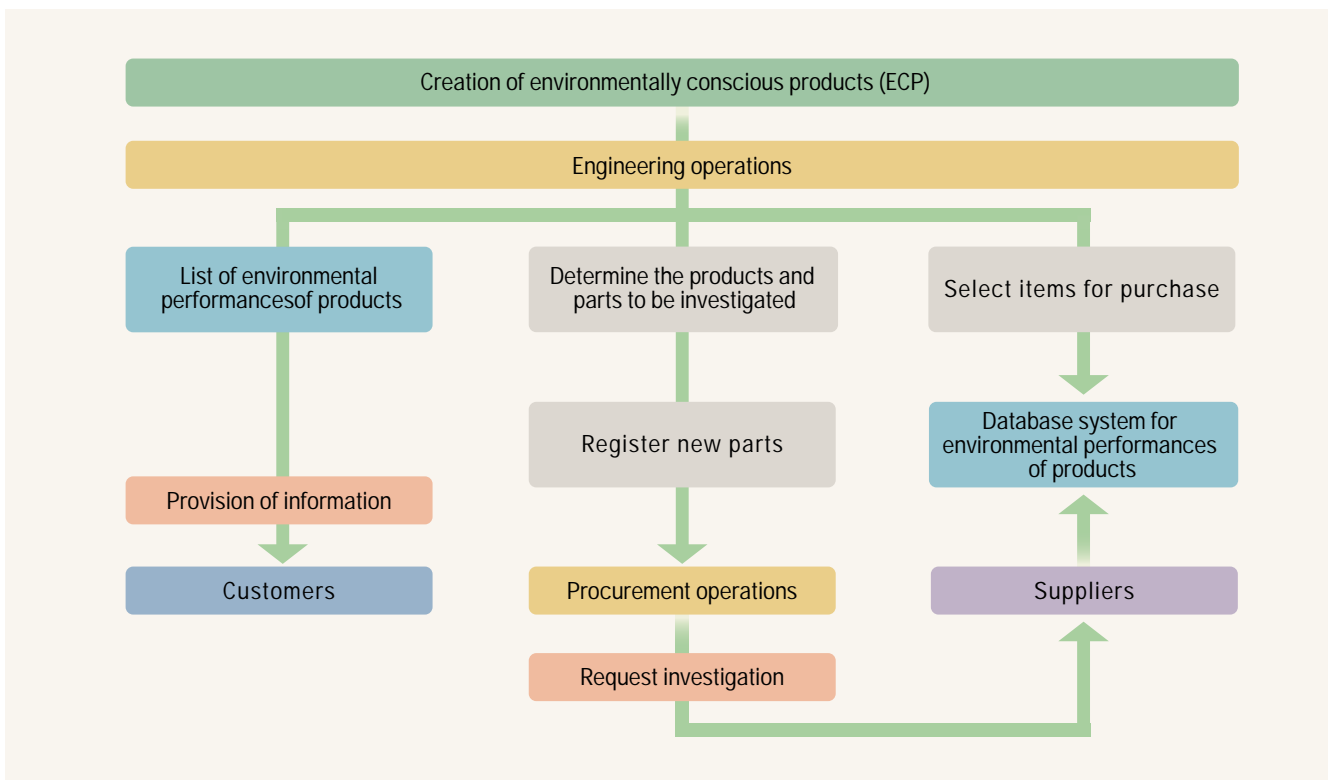 Creation of environmentally conscious products (ECP)
Engineering operations
List of environmental
performancesof products
Determine the products and
parts to be investigated
Select items for purchase
Register new parts
Database system for
environmental performances
of products
Provision of information
Customers
Procurement operations
Suppliers
Request investigation